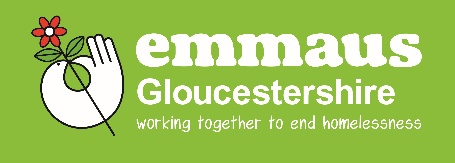 emmaus
Gloucestershire
working together to end homelessness